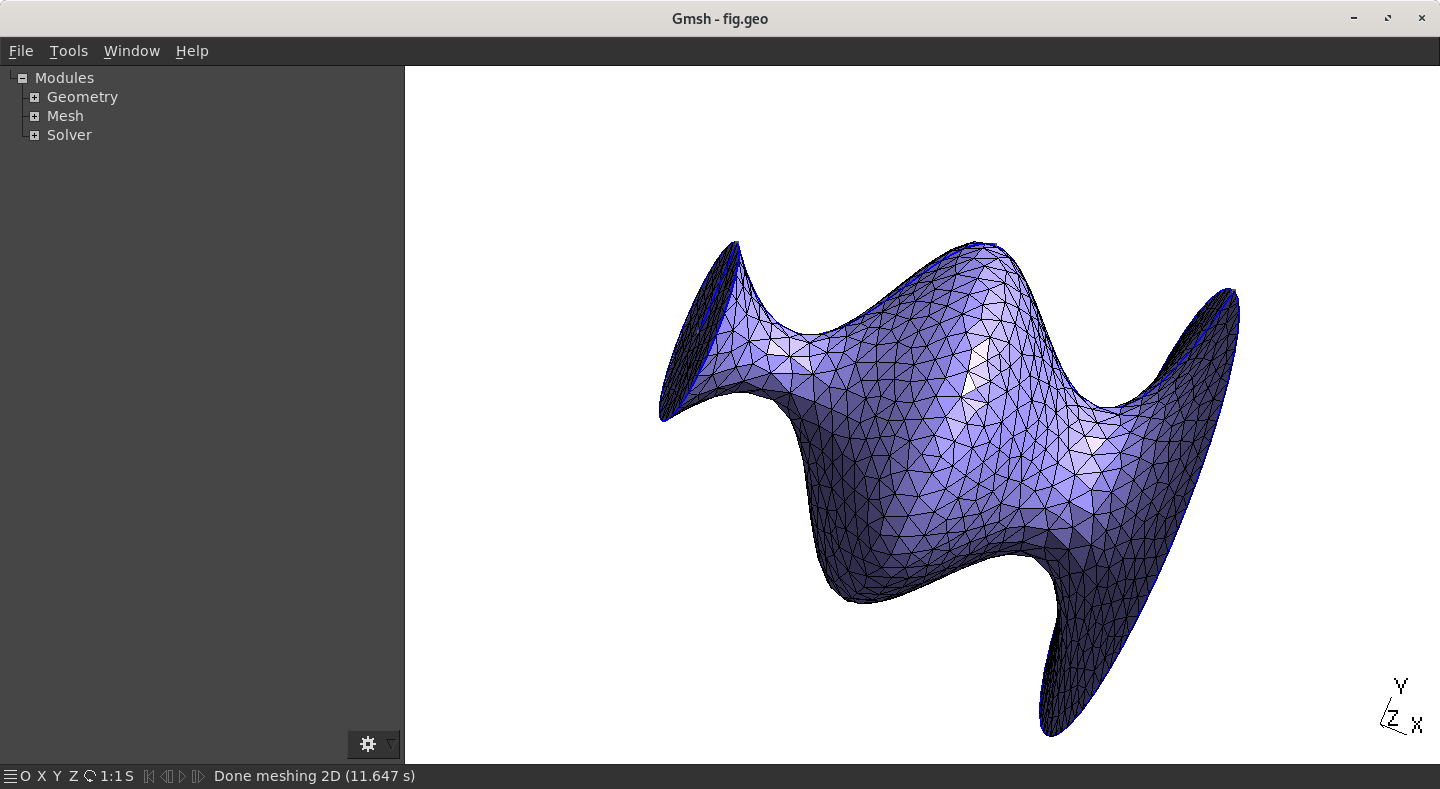 Gmsh - fig.geo
File Tools Window Help
Modules
Geometry
Mesh
Solver
Y
Z X
O X Y Z 1:1 S Done meshing 2D (11.647 s)